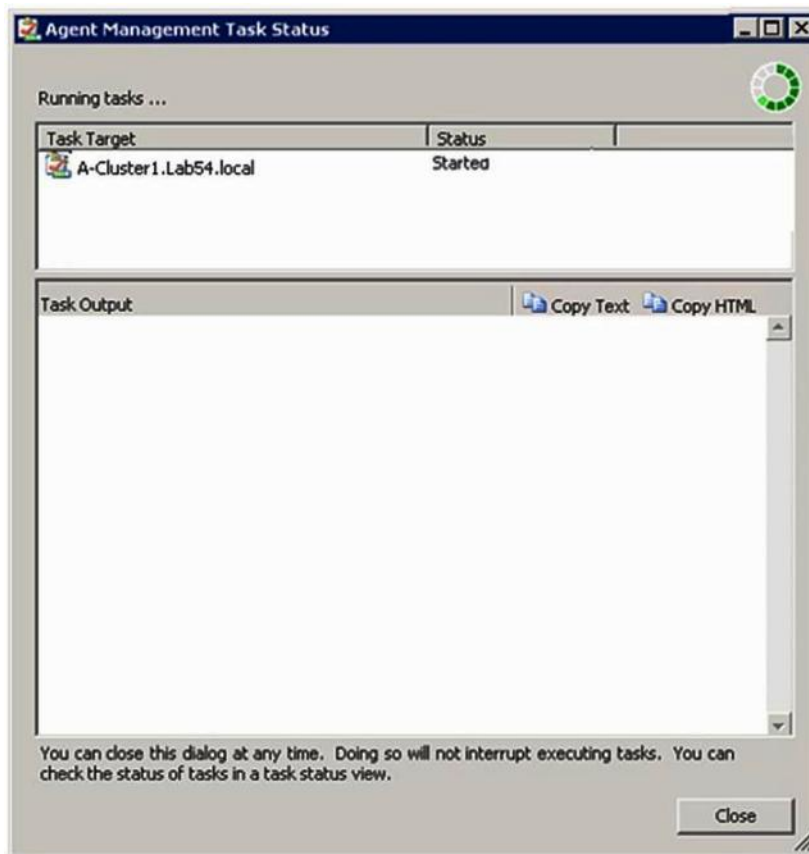 Agent Management Task Status
Running tasks ...
Task Target Status
A-Cluster1.Lab54.local Started
Task Output Copy Text Copy HTML
You can close this dialog at any time. Doing so will not interrupt executing tasks. You can
check the status of tasks in a task status view.
Close